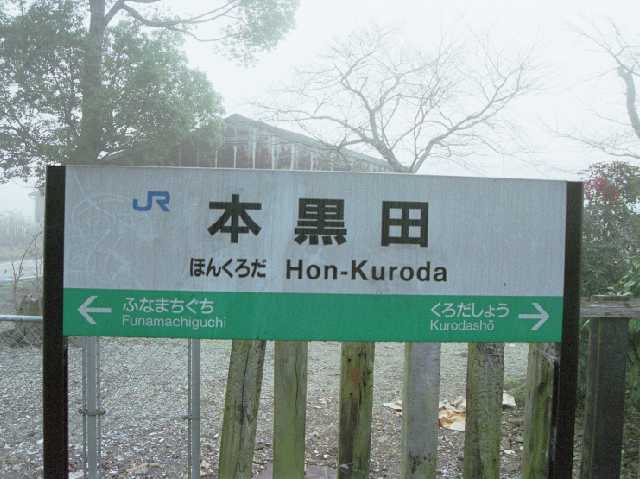 JR 本黒田
ほんくろだ Hon-Kuroda
← ふなまちぐち くろだしょう →
Funamachiguchi Kurodashō